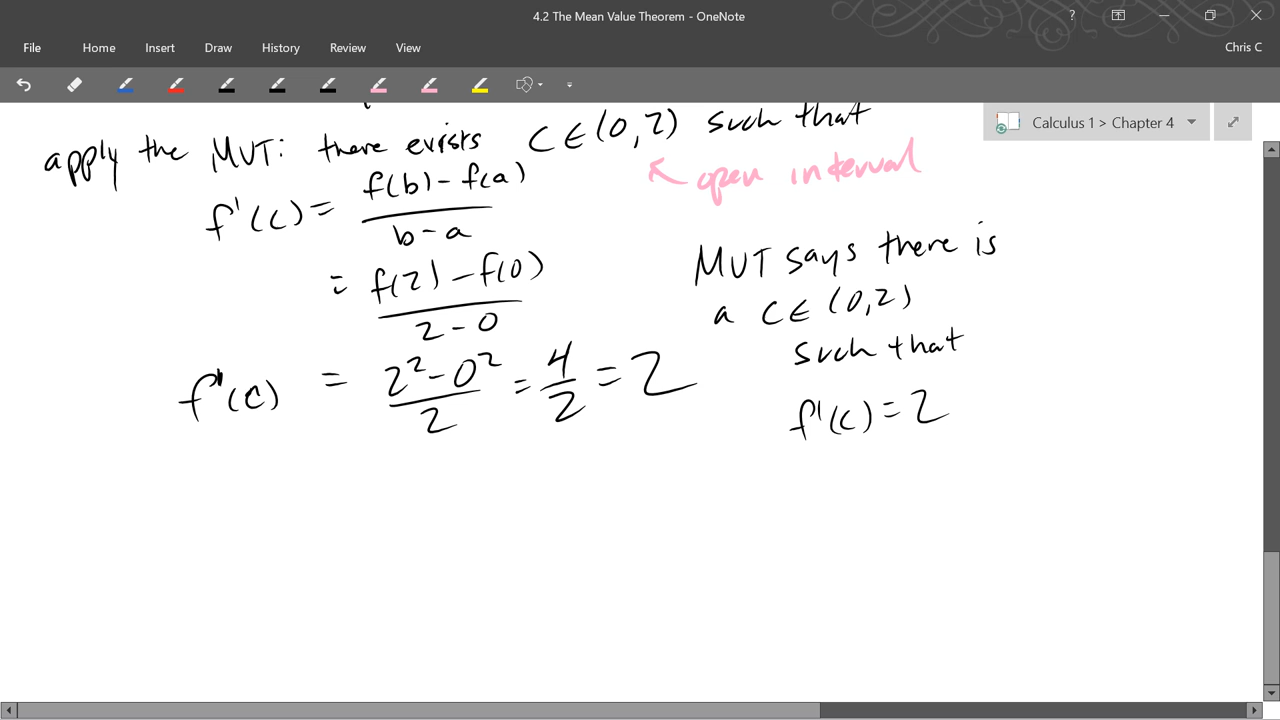 4.2 The Mean Value Theorem - OneNote
?
File Home Insert Draw History Review View
Chris C
Calculus 1 > Chapter 4
apply the MVT: there exists c∈(0,2) such that
open interval
f'(c) = f(b)-f(a) / b-a
= f(2)-f(0) / 2-0
f'(c) = 2²-0² / 2 = 4/2 = 2
MVT says there is
a c∈(0,2)
such that
f'(c)=2